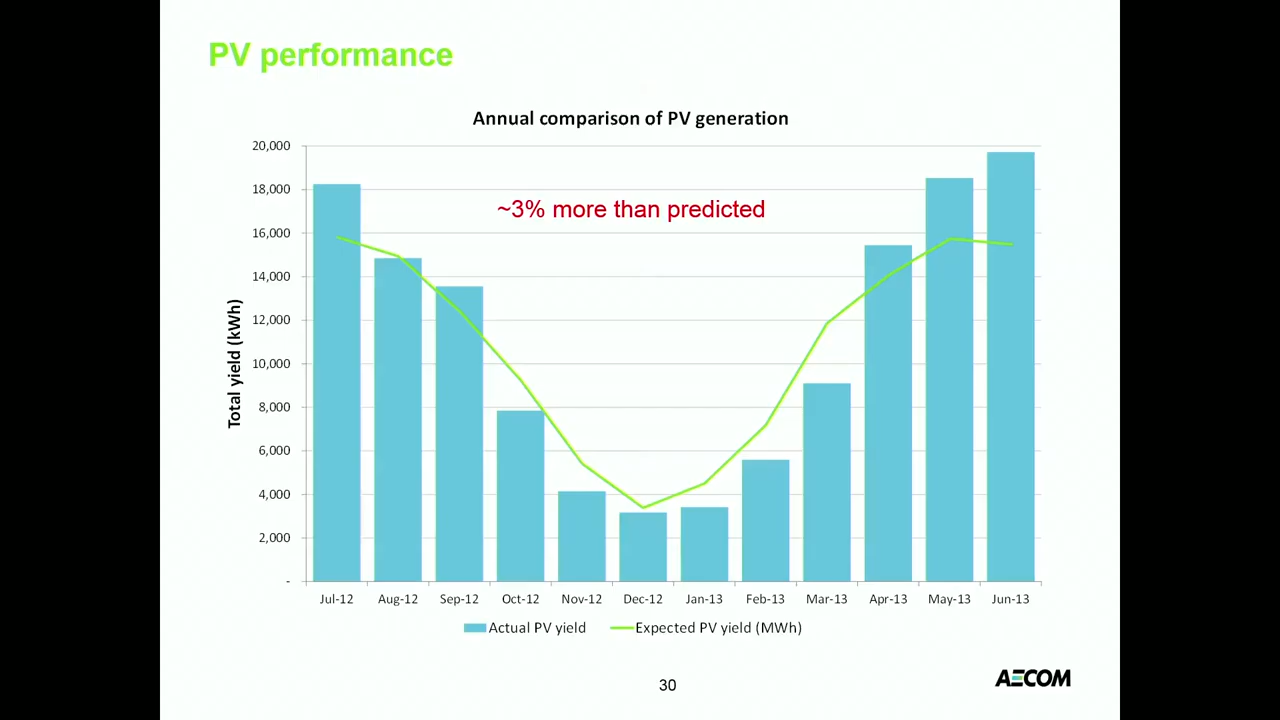 PV performance
Annual comparison of PV generation
20,000
18,000
16,000
14,000
12,000
10,000
8,000
6,000
4,000
2,000
-
Total yield (kWh)
~3% more than predicted
Jul-12 Aug-12 Sep-12 Oct-12 Nov-12 Dec-12 Jan-13 Feb-13 Mar-13 Apr-13 May-13 Jun-13
Actual PV yield Expected PV yield (MWh)
30
AECOM